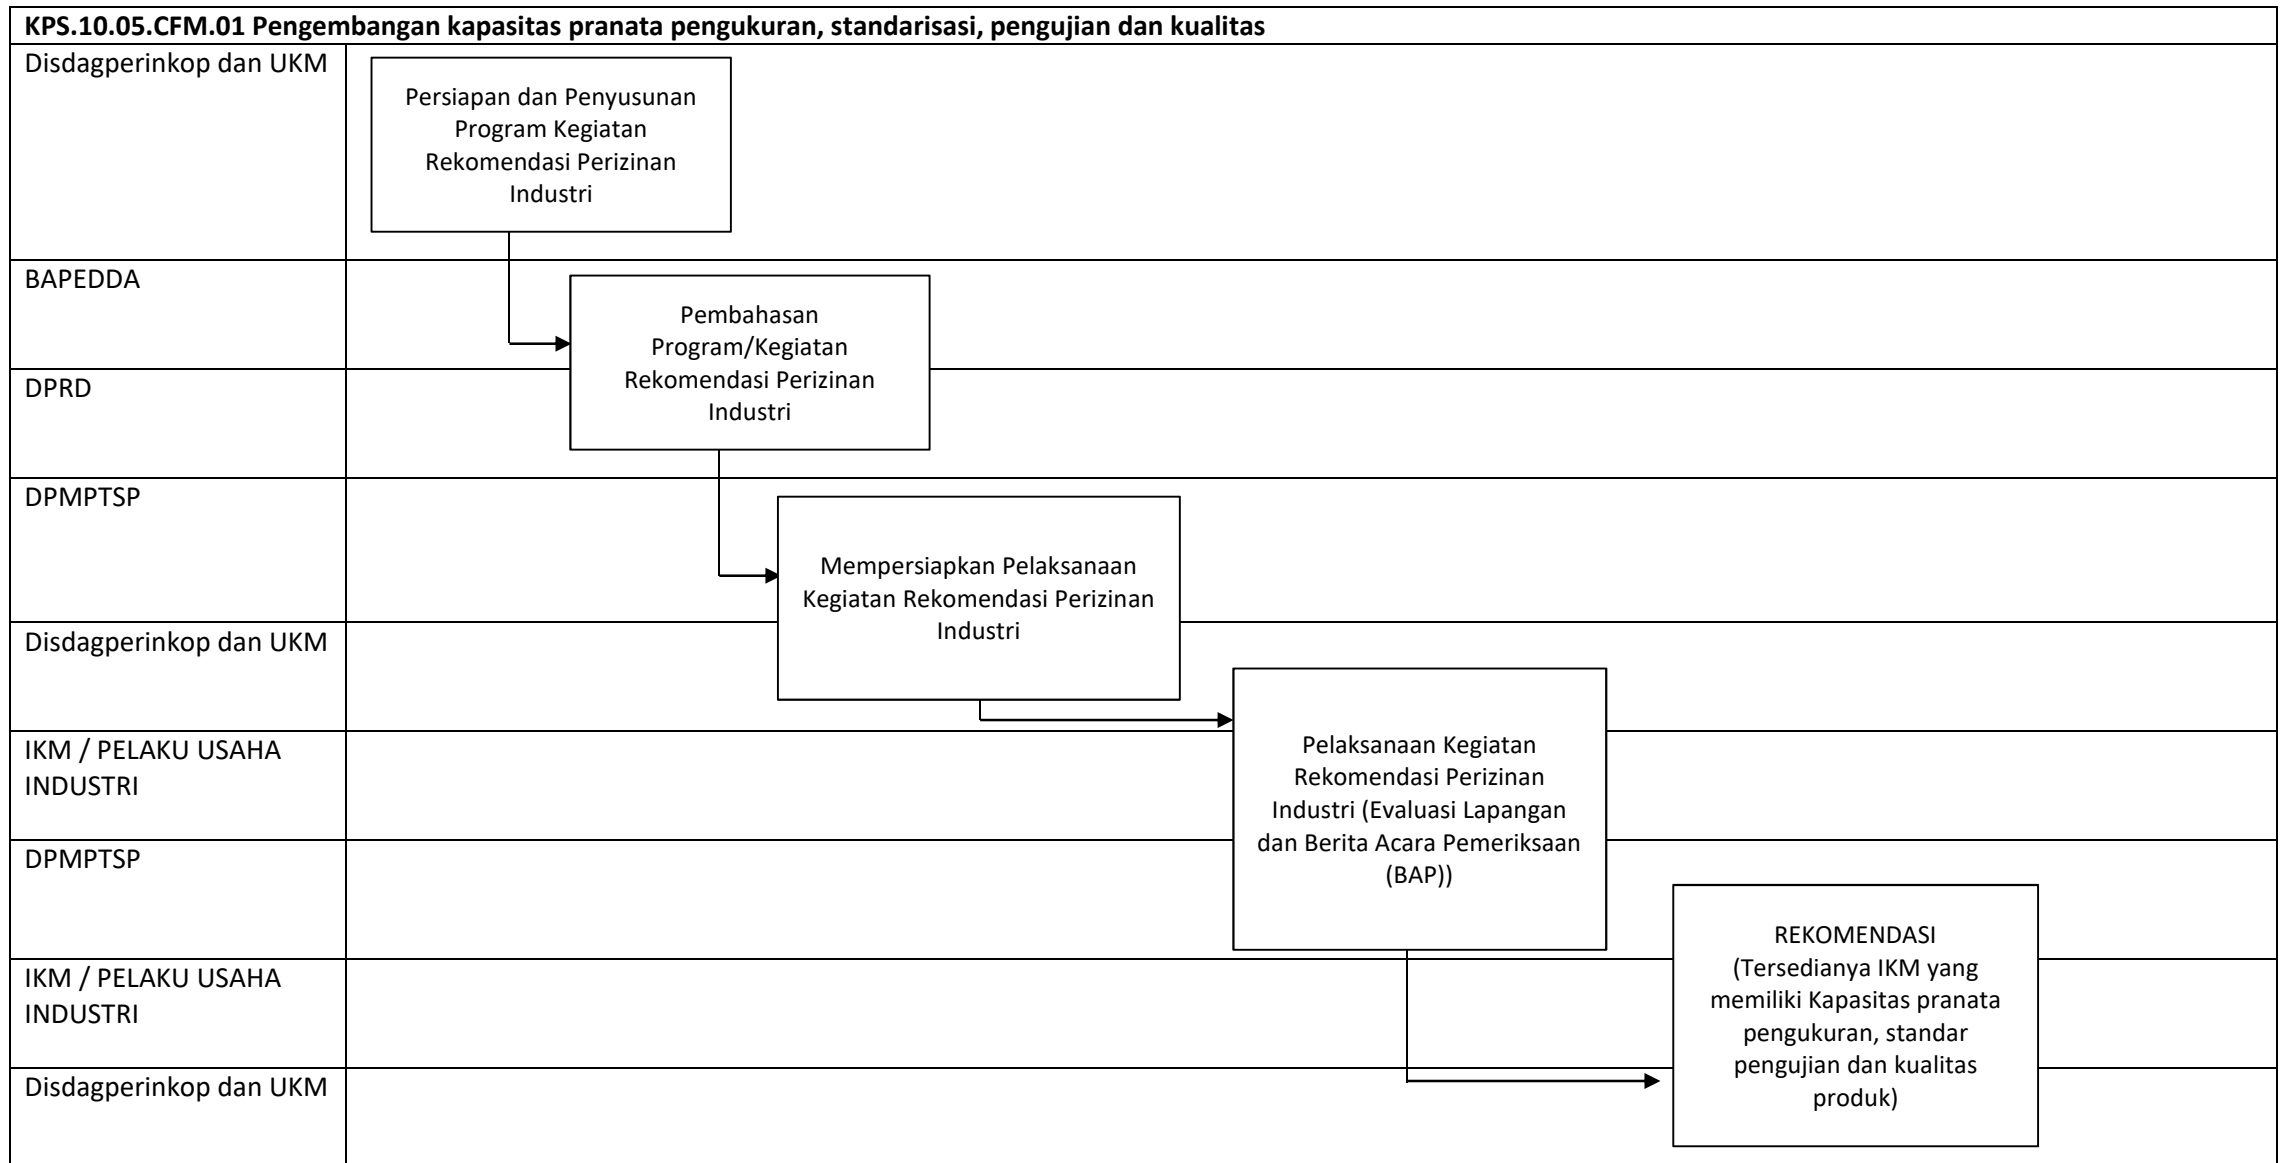 KPS.10.05.CFM.01 Pengembangan kapasitas pranata pengukuran, standarisasi, pengujian dan kualitas
Disdagperinkop dan UKM
Persiapan dan Penyusunan
Program Kegiatan
Rekomendasi Perizinan
Industri
BAPEDDA
Pembahasan
Program/Kegiatan
Rekomendasi Perizinan
Industri
DPRD
DPMPTSP
Mempersiapkan Pelaksanaan
Kegiatan Rekomendasi Perizinan
Industri
Disdagperinkop dan UKM
IKM / PELAKU USAHA
INDUSTRI
Pelaksanaan Kegiatan
Rekomendasi Perizinan
Industri (Evaluasi Lapangan
dan Berita Acara Pemeriksaan
(BAP))
DPMPTSP
REKOMENDASI
(Tersedianya IKM yang
memiliki Kapasitas pranata
pengukuran, standar
pengujian dan kualitas
produk)
IKM / PELAKU USAHA
INDUSTRI
Disdagperinkop dan UKM